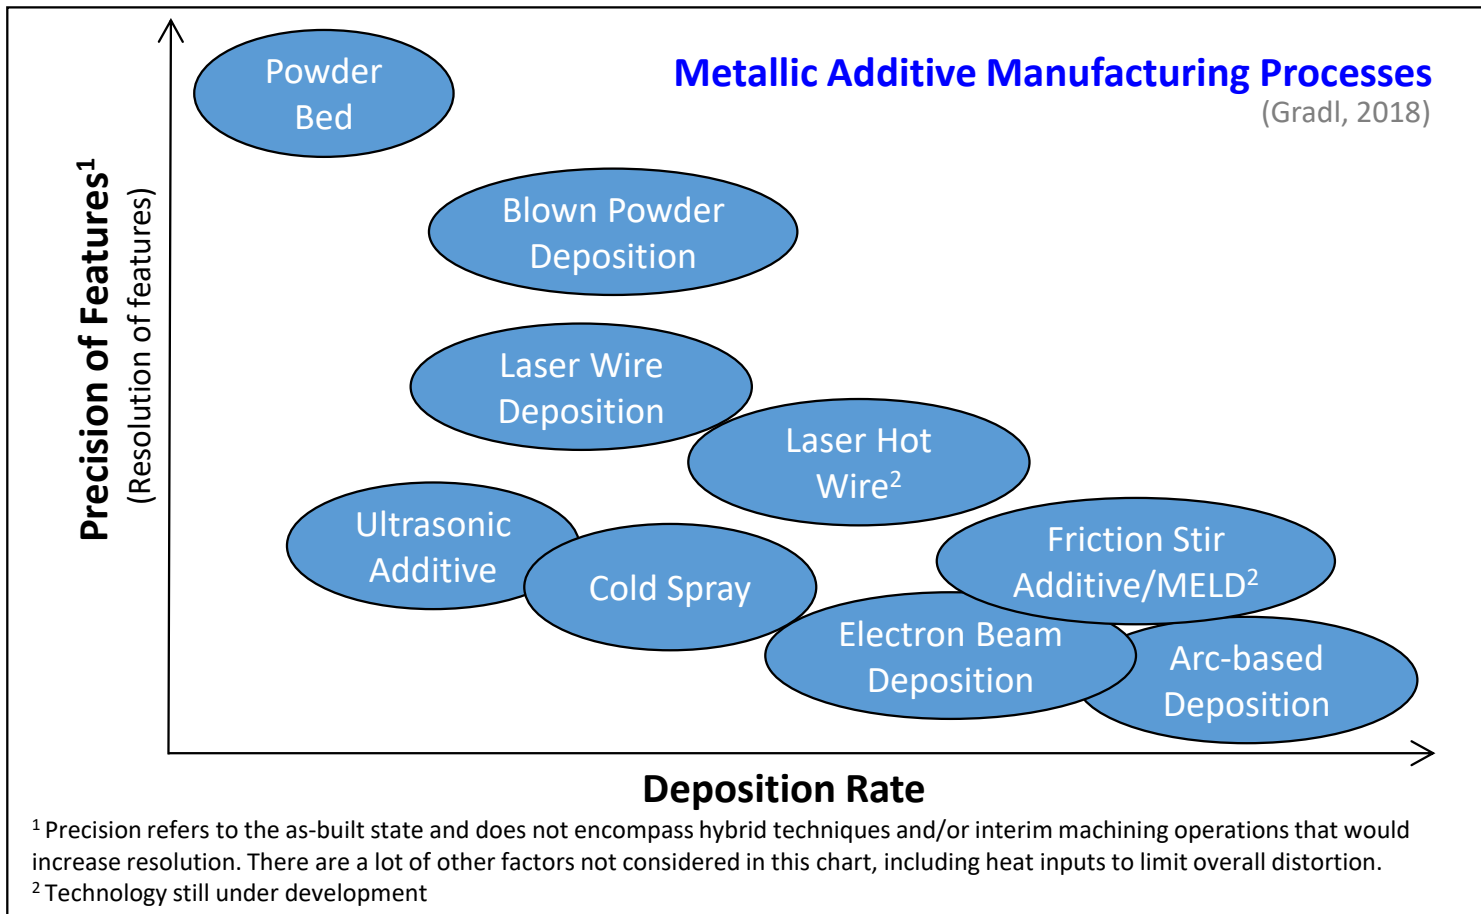 Metallic Additive Manufacturing Processes
(Gradl, 2018)
Precision of Features¹
(Resolution of features)
Powder
Bed
Blown Powder
Deposition
Laser Wire
Deposition
Laser Hot
Wire²
Ultrasonic
Additive
Cold Spray
Friction Stir
Additive/MELD²
Electron Beam
Deposition
Arc-based
Deposition
Deposition Rate
¹ Precision refers to the as-built state and does not encompass hybrid techniques and/or interim machining operations that would
increase resolution. There are a lot of other factors not considered in this chart, including heat inputs to limit overall distortion.
² Technology still under development